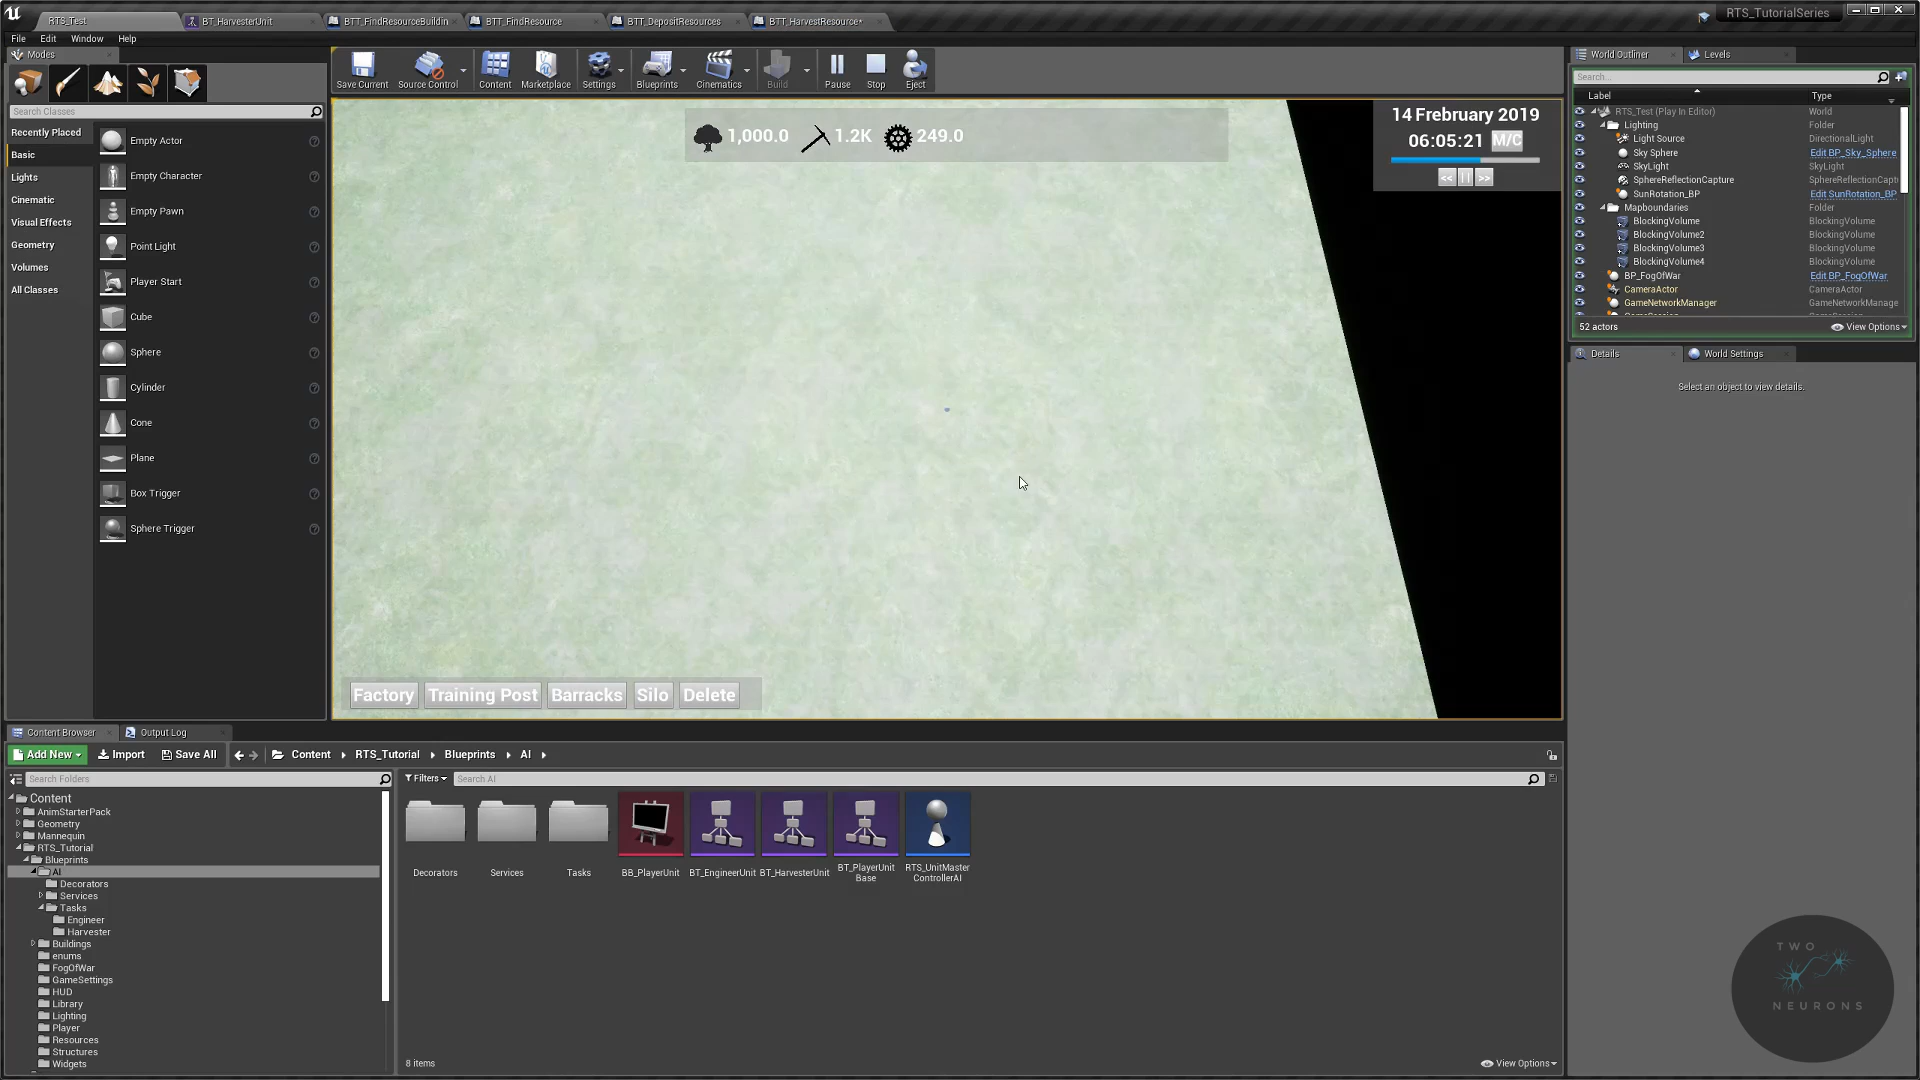 RTS_Test
BT_HarvesterUnit
BTT_FindResourceBuildin
BTT_FindResource
BTT_DepositResources
BTT_HarvestResource*
RTS_TutorialSeries
File Edit Window Help
Modes
Search Classes
Recently Placed
Basic
Lights
Cinematic
Visual Effects
Geometry
Volumes
All Classes
Empty Actor
Empty Character
Empty Pawn
Point Light
Player Start
Cube
Sphere
Cylinder
Cone
Plane
Box Trigger
Sphere Trigger
Save Current Source Control Content Marketplace Settings Blueprints Cinematics Build Pause Stop Eject
1,000.0 1.2K 249.0
14 Frebruary 2019
06:05:21 M/C
<< || >>
Factory Training Post Barracks Silo Delete
World Outliner Levels
Search...
Label Type
RTS_Test (Play In Editor) World
Lighting Folder
Light Source DirectionalLight
Sky Sphere Edit BP_Sky_Sphere
SkyLight SkyLight
SphereReflectionCapture SphereReflectionCapt
SunRotation_BP Edit SunRotation_BP
Mapboundaries Folder
BlockingVolume BlockingVolume
BlockingVolume2 BlockingVolume
BlockingVolume3 BlockingVolume
BlockingVolume4 BlockingVolume
BP_FogOfWar Edit BP_FogOfWar
CameraActor CameraActor
GameNetworkManager GameNetworkManage
52 actors View Options
Details World Settings
Select an object to view details.
Content Browser Output Log
Add New Import Save All Content RTS_Tutorial Blueprints AI
Search Folders
Filters Search AI
Content
AnimStarterPack
Geometry
Mannequin
RTS_Tutorial
Blueprints
AI
Decorators
Services
Tasks
Engineer
Harvester
Buildings
enums
FogOfWar
GameSettings
HUD
Library
Lighting
Player
Resources
Structures
Widgets
Decorators
Services
Tasks
BB_PlayerUnit
BT_EngineerUnit
BT_HarvesterUnit
BT_PlayerUnit
Base
RTS_UnitMaster
ControllerAI
8 items
View Options
TWO
NEURONS